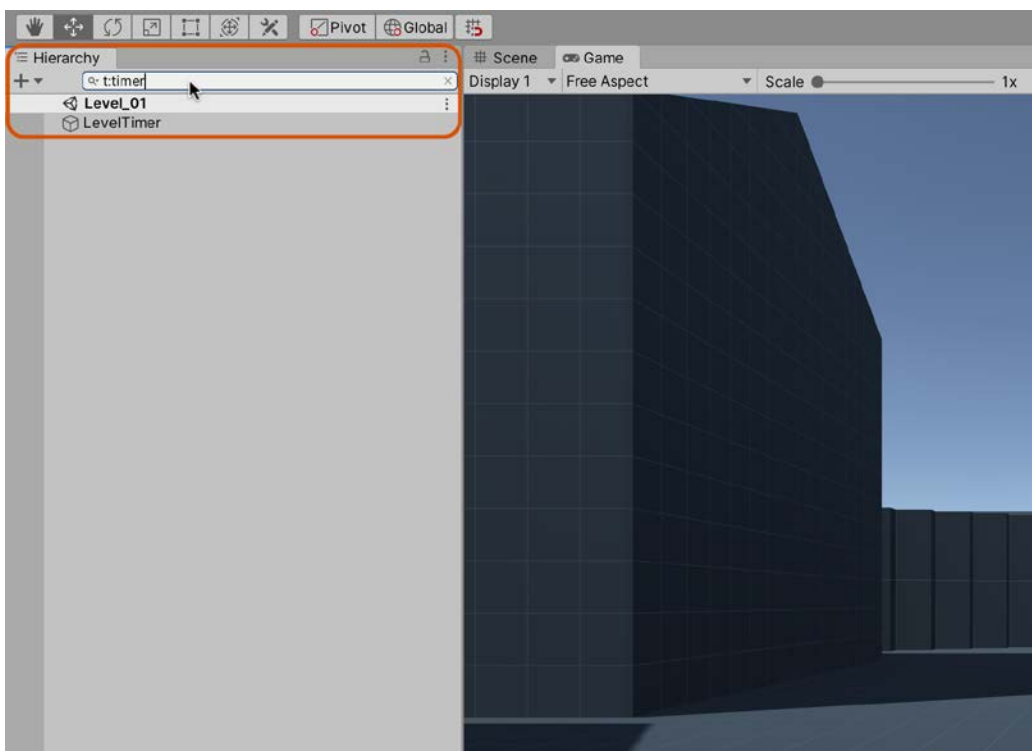 Pivot Global
Hierarchy
Scene Game
t:timer
Display 1 Free Aspect Scale 1x
Level_01
LevelTimer